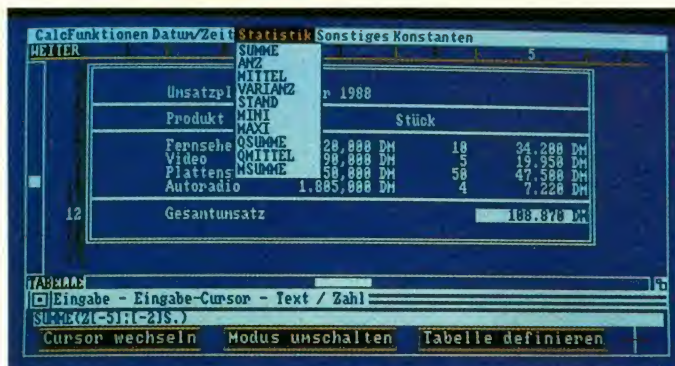 CalcFunktionen Datum/Zeit Statistik Sonstiges Konstanten
WEITER 5
SUMME
ANZ
MITTEL
VARIANZ
STAND
MINI
MAXI
QSUMME
QMITTEL
MSUMME
Umsatzpl r 1988
Produkt Stück
Fernsehe 20,000 DM 10 34.200 DM
Video 90,000 DM 5 19.950 DM
Plattens 50,000 DM 50 47.500 DM
Autoradio 1.805,000 DM 4 7.220 DM
12 Gesamtumsatz 108.870 DM
TABELLE
Eingabe - Eingabe-Cursor - Text / Zahl
SUMME(Z[-5]:[-2]S.)
Cursor wechseln Modus umschalten Tabelle definieren